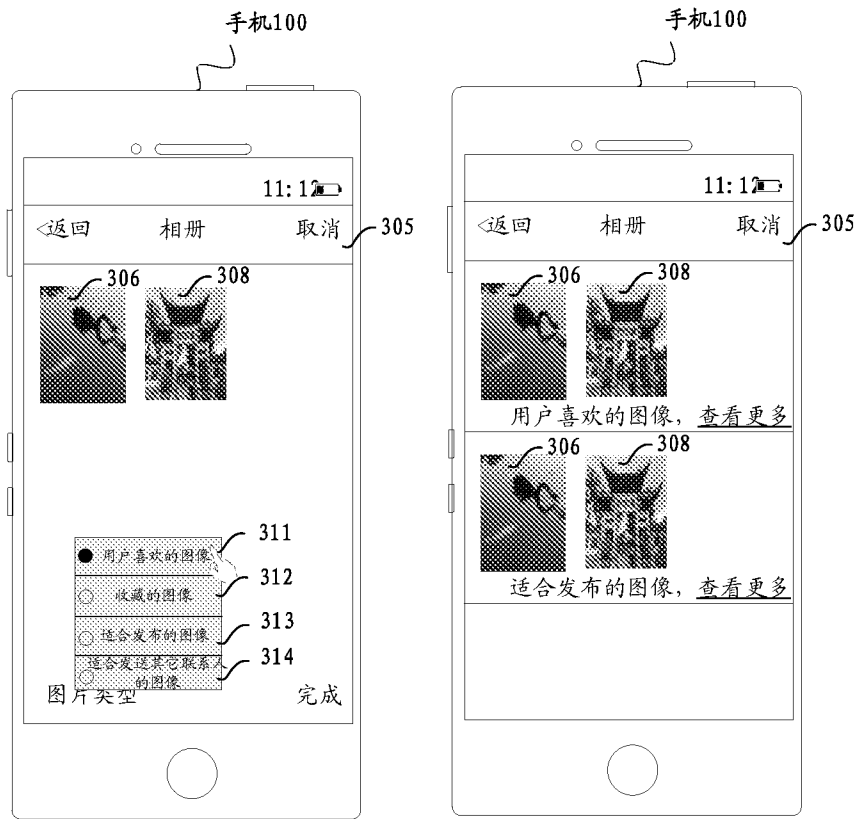 手机100
11:12
<返回 相册 取消
305
306
308
311
用户喜欢的图像
312
收藏的图像
313
适合发布的图像
314
适合发送其它联系人
的图像
图片类型 完成
手机100
11:12
<返回 相册 取消
305
306
308
用户喜欢的图像，查看更多
306
308
适合发布的图像，查看更多